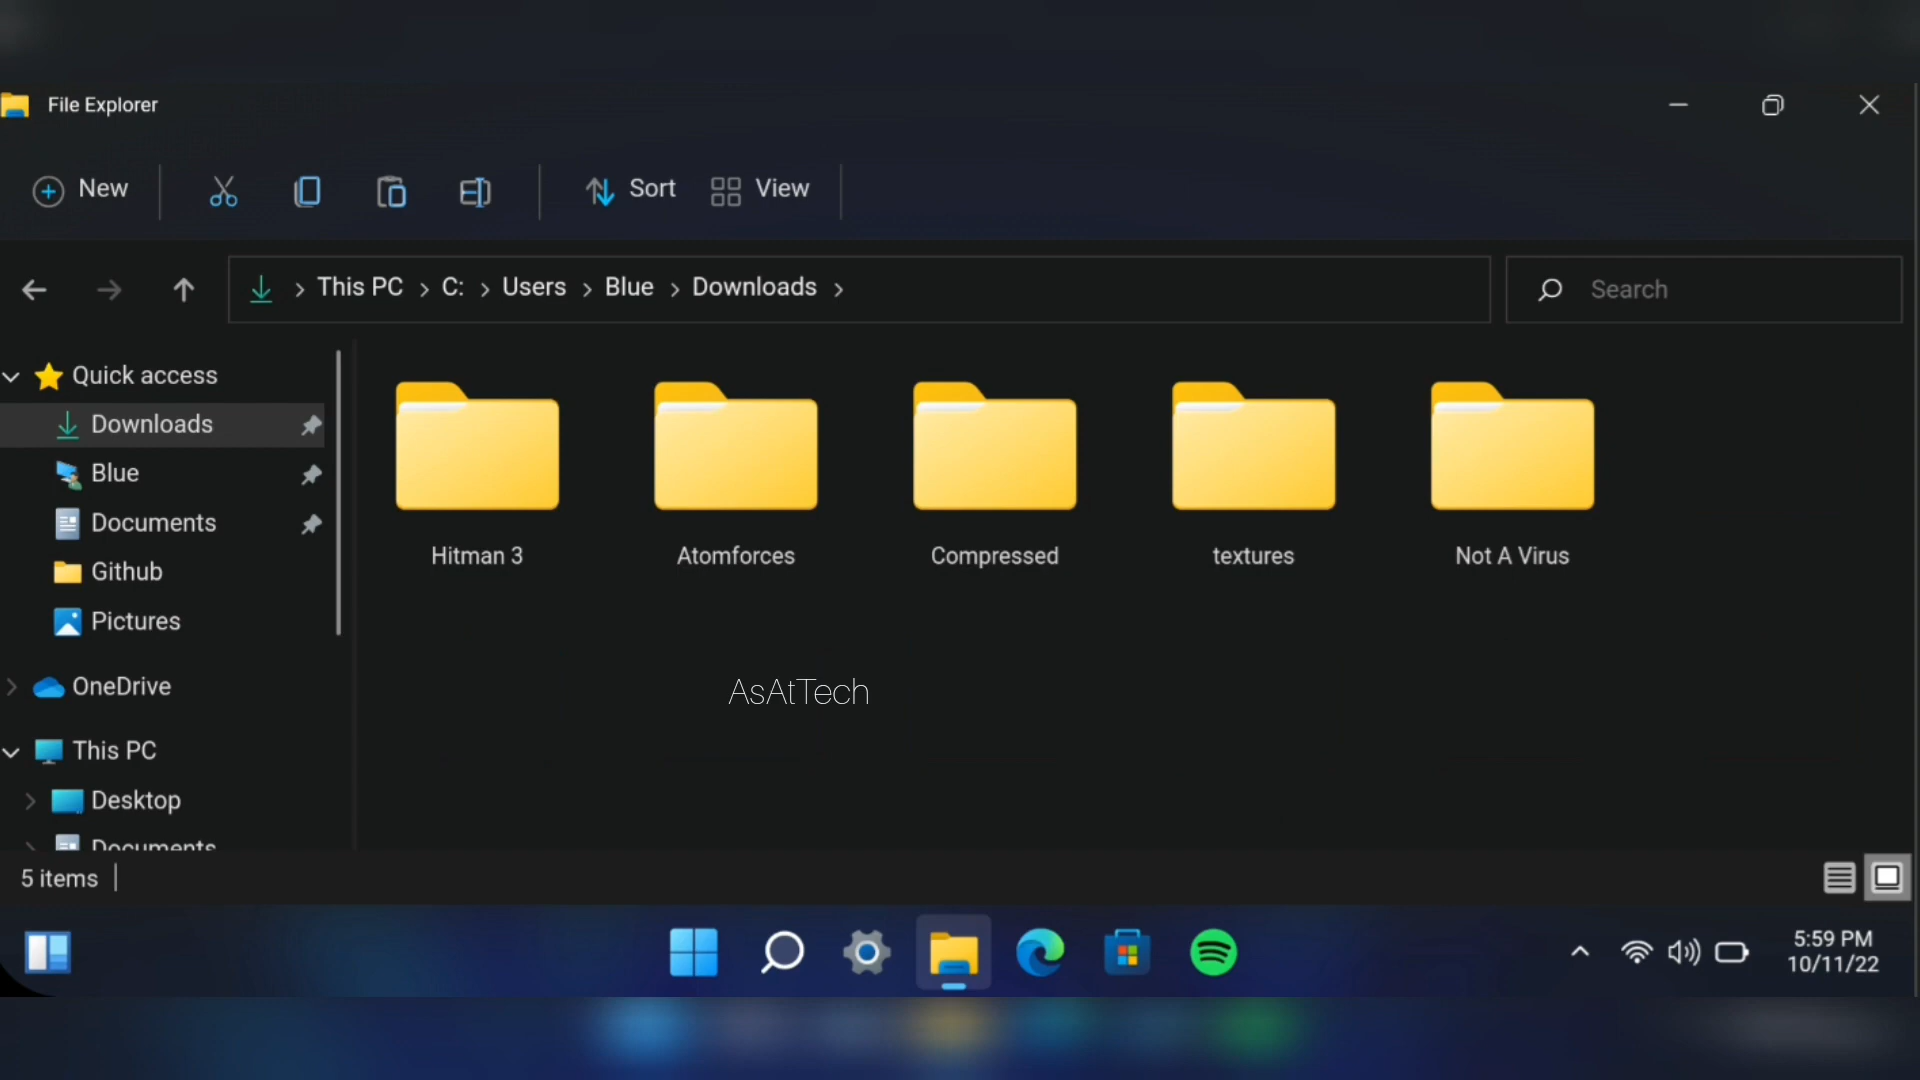 File Explorer
New
Sort
View
This PC
C:
Users
Blue
Downloads
Search
Quick access
Downloads
Blue
Documents
Github
Pictures
OneDrive
This PC
Desktop
Documents
Hitman 3
Atomforces
Compressed
textures
Not A Virus
AsAtTech
5 items
5:59 PM
10/11/22